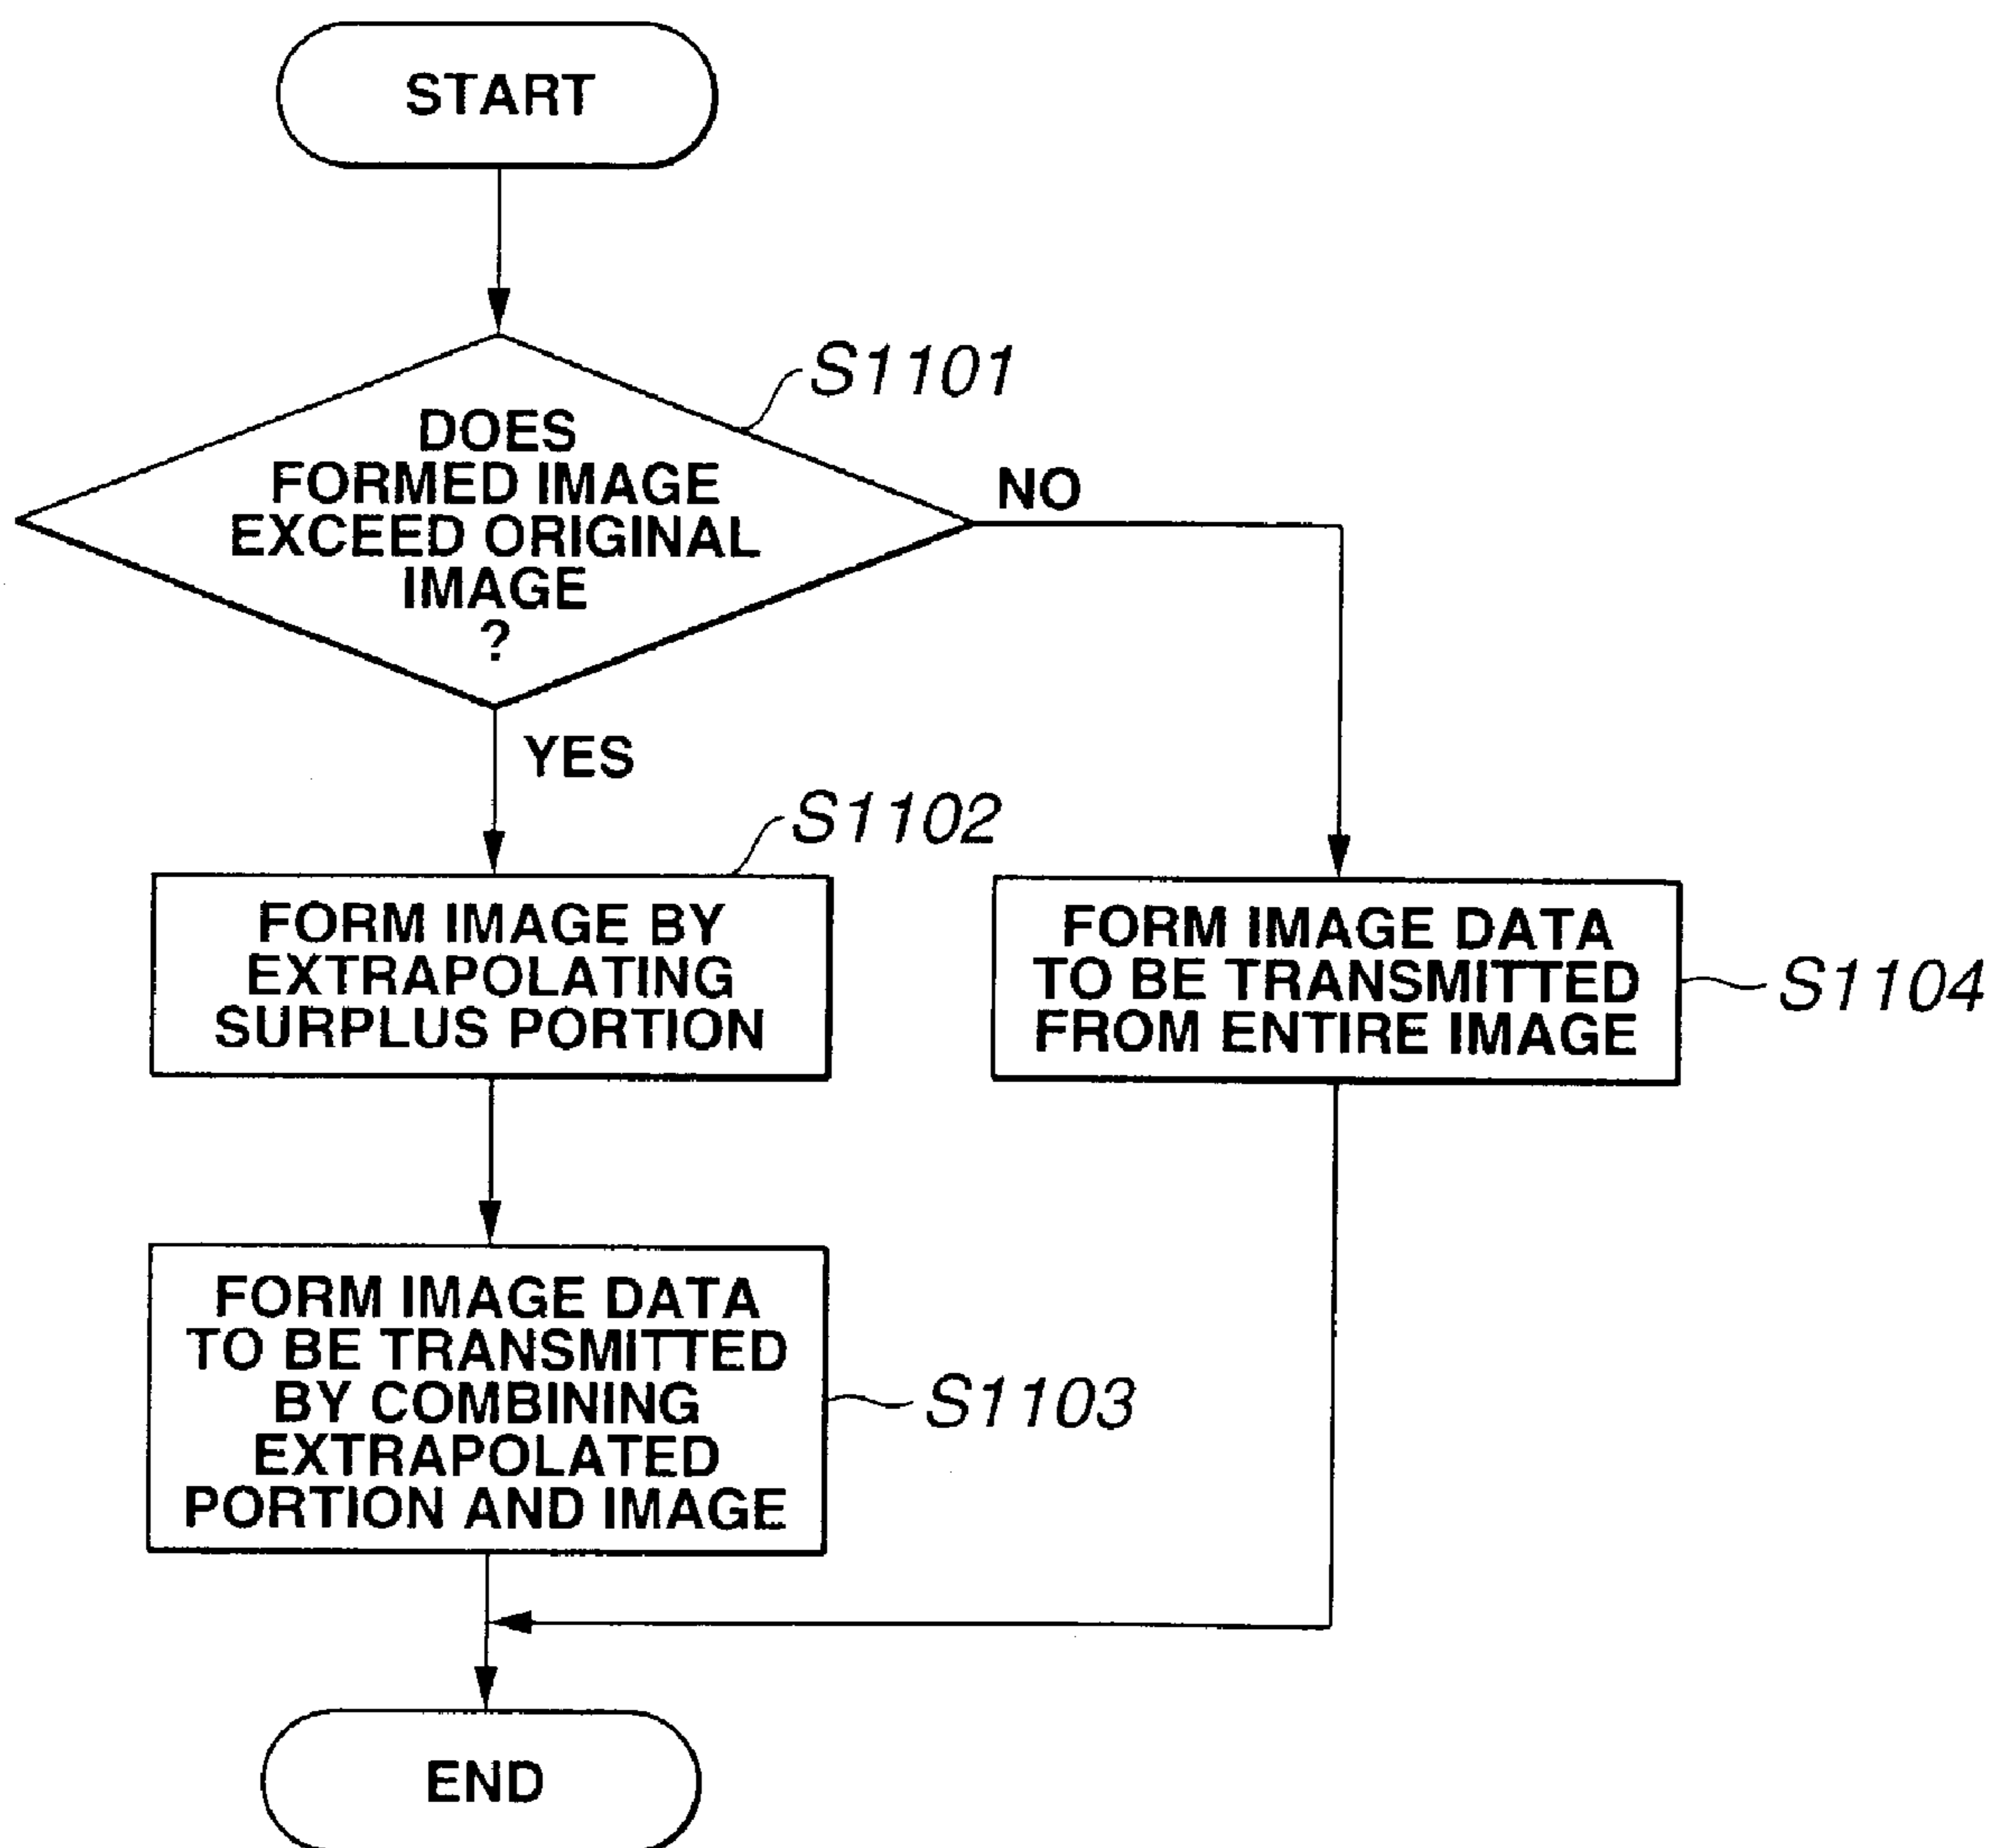 START
S1101
DOES
FORMED IMAGE
EXCEED ORIGINAL
IMAGE
?
NO
YES
S1102
FORM IMAGE BY
EXTRAPOLATING
SURPLUS PORTION
FORM IMAGE DATA
TO BE TRANSMITTED
FROM ENTIRE IMAGE
S1104
FORM IMAGE DATA
TO BE TRANSMITTED
BY COMBINING
EXTRAPOLATED
PORTION AND IMAGE
S1103
END